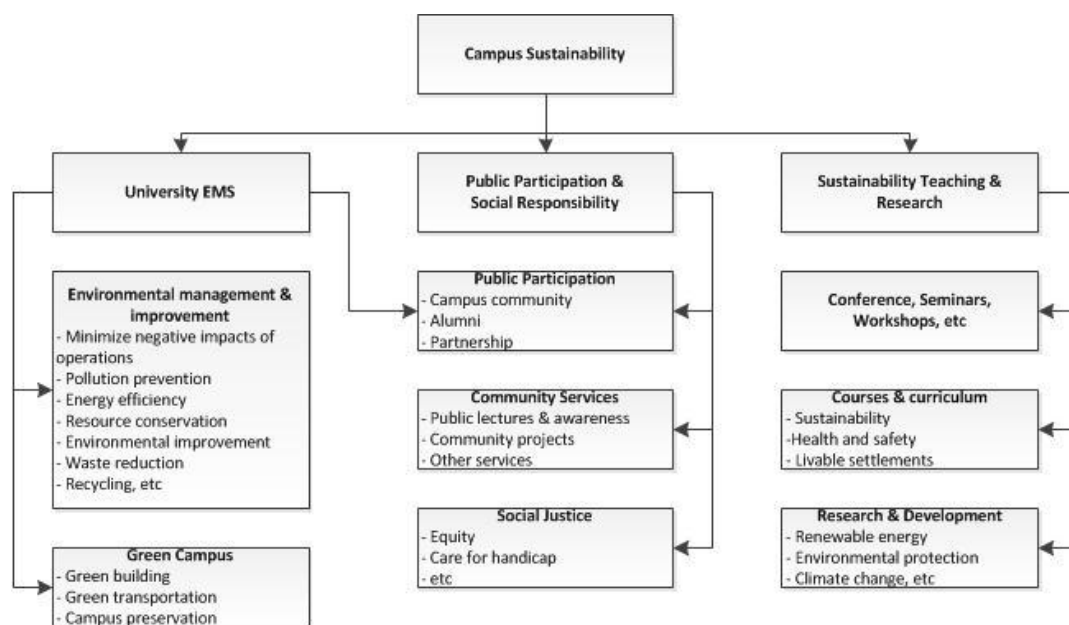 Campus Sustainability
University EMS
Public Participation &
Social Responsibility
Sustainability Teaching &
Research
Environmental management &
improvement
- Minimize negative impacts of
operations
- Pollution prevention
- Energy efficiency
- Resource conservation
- Environmental improvement
- Waste reduction
- Recycling, etc
Green Campus
- Green building
- Green transportation
- Campus preservation
Public Participation
- Campus community
- Alumni
- Partnership
Community Services
- Public lectures & awareness
- Community projects
- Other services
Social Justice
- Equity
- Care for handicap
- etc
Conference, Seminars,
Workshops, etc
Courses & curriculum
- Sustainability
-Health and safety
- Livable settlements
Research & Development
- Renewable energy
- Environmental protection
- Climate change, etc